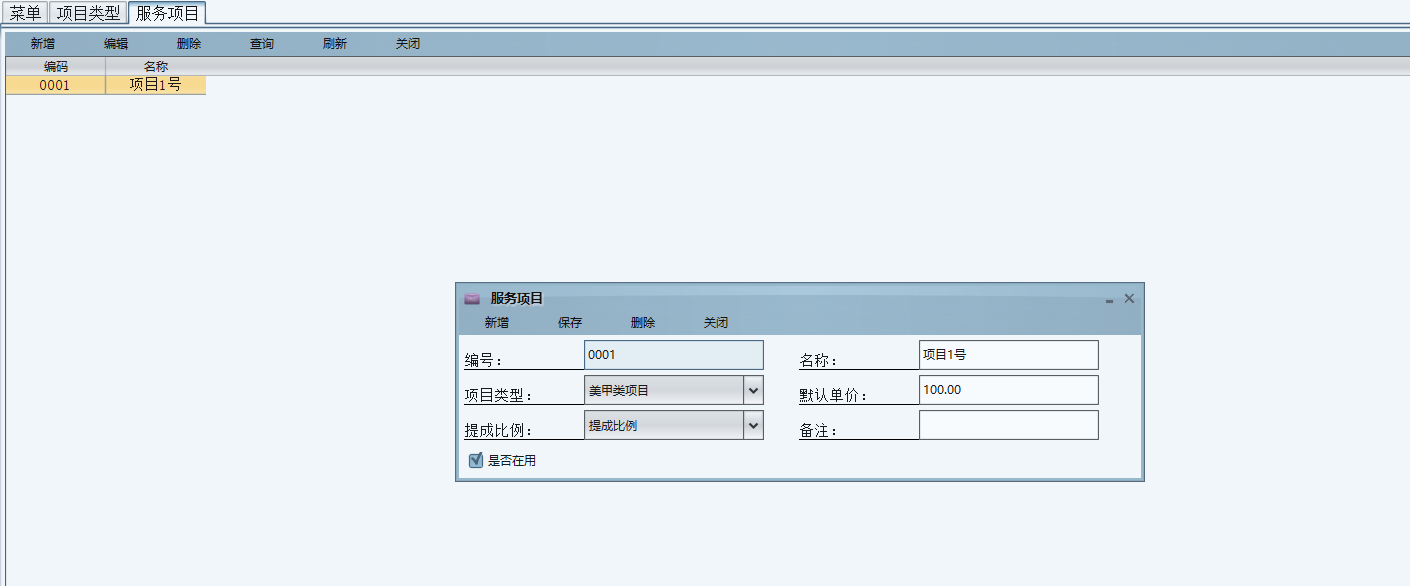 菜单 项目类型 服务项目
新增 编辑 删除 查询 刷新 关闭
编码 名称
0001 项目1号
服务项目
新增 保存 删除 关闭
编号： 0001 名称： 项目1号
项目类型： 美甲类项目 默认单价： 100.00
提成比例： 提成比例 备注：
是否在用